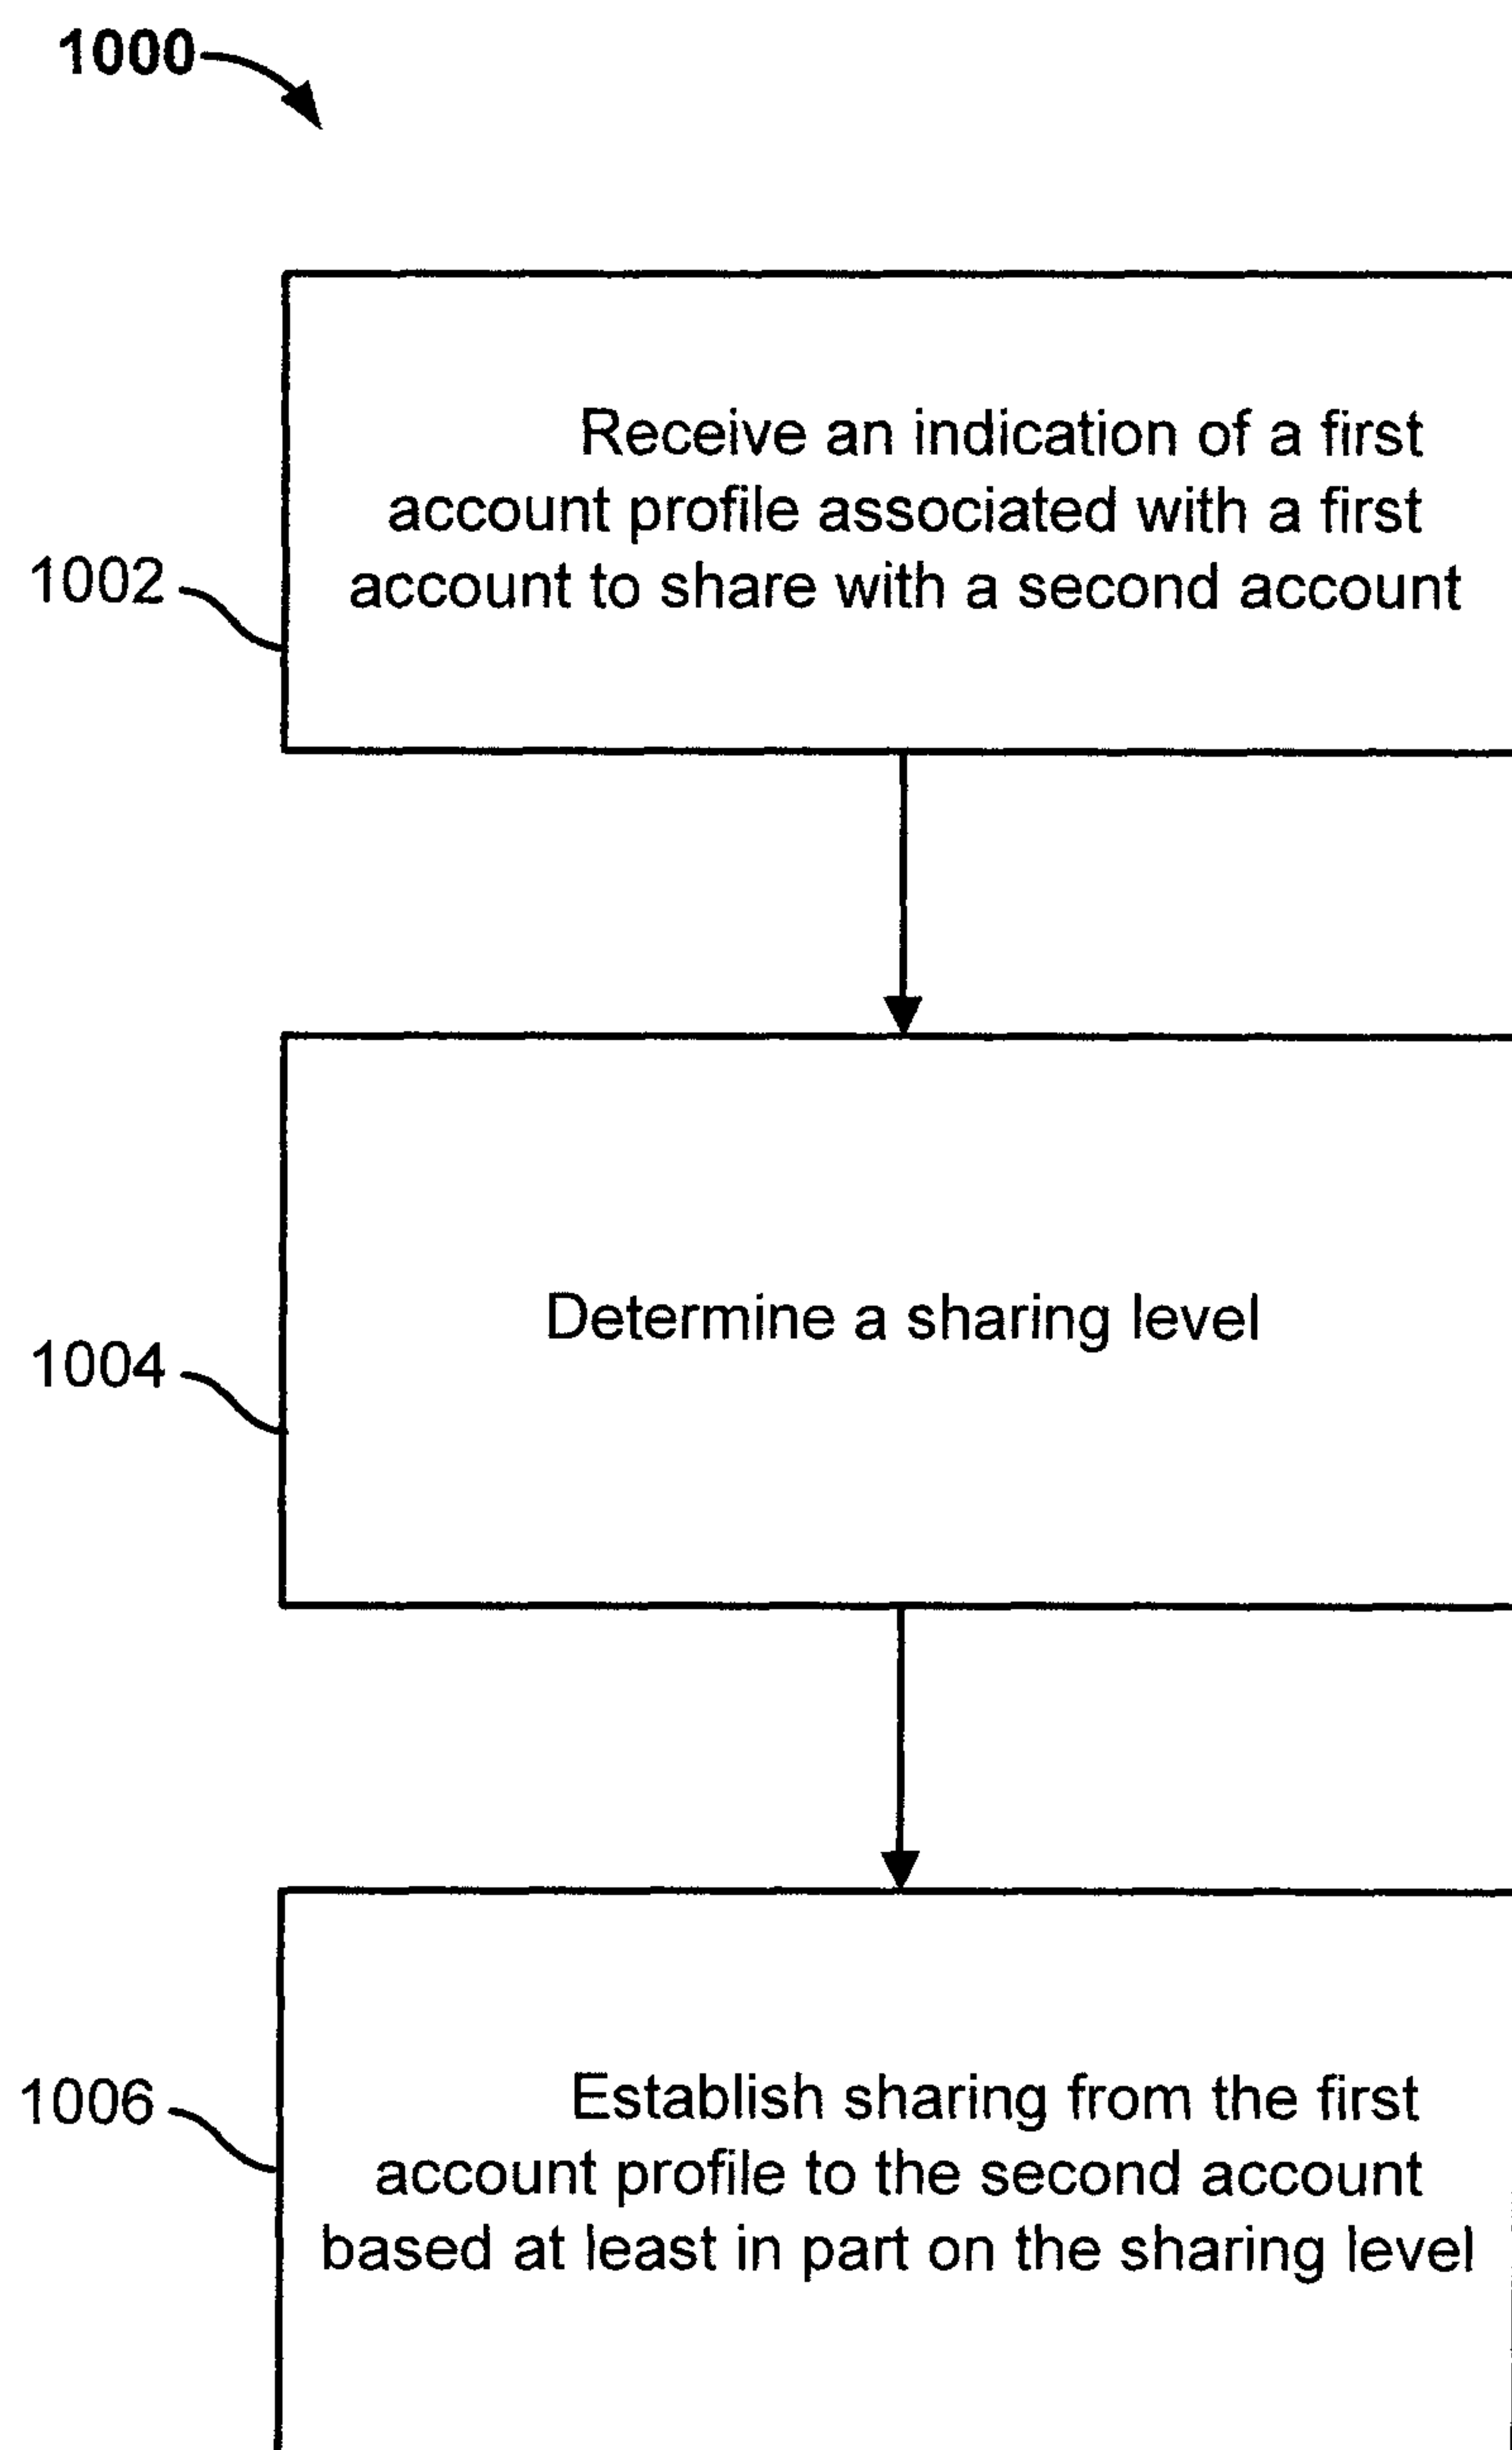 1000
Receive an indication of a first
account profile associated with a first
account to share with a second account
1002
Determine a sharing level
1004
Establish sharing from the first
account profile to the second account
based at least in part on the sharing level
1006